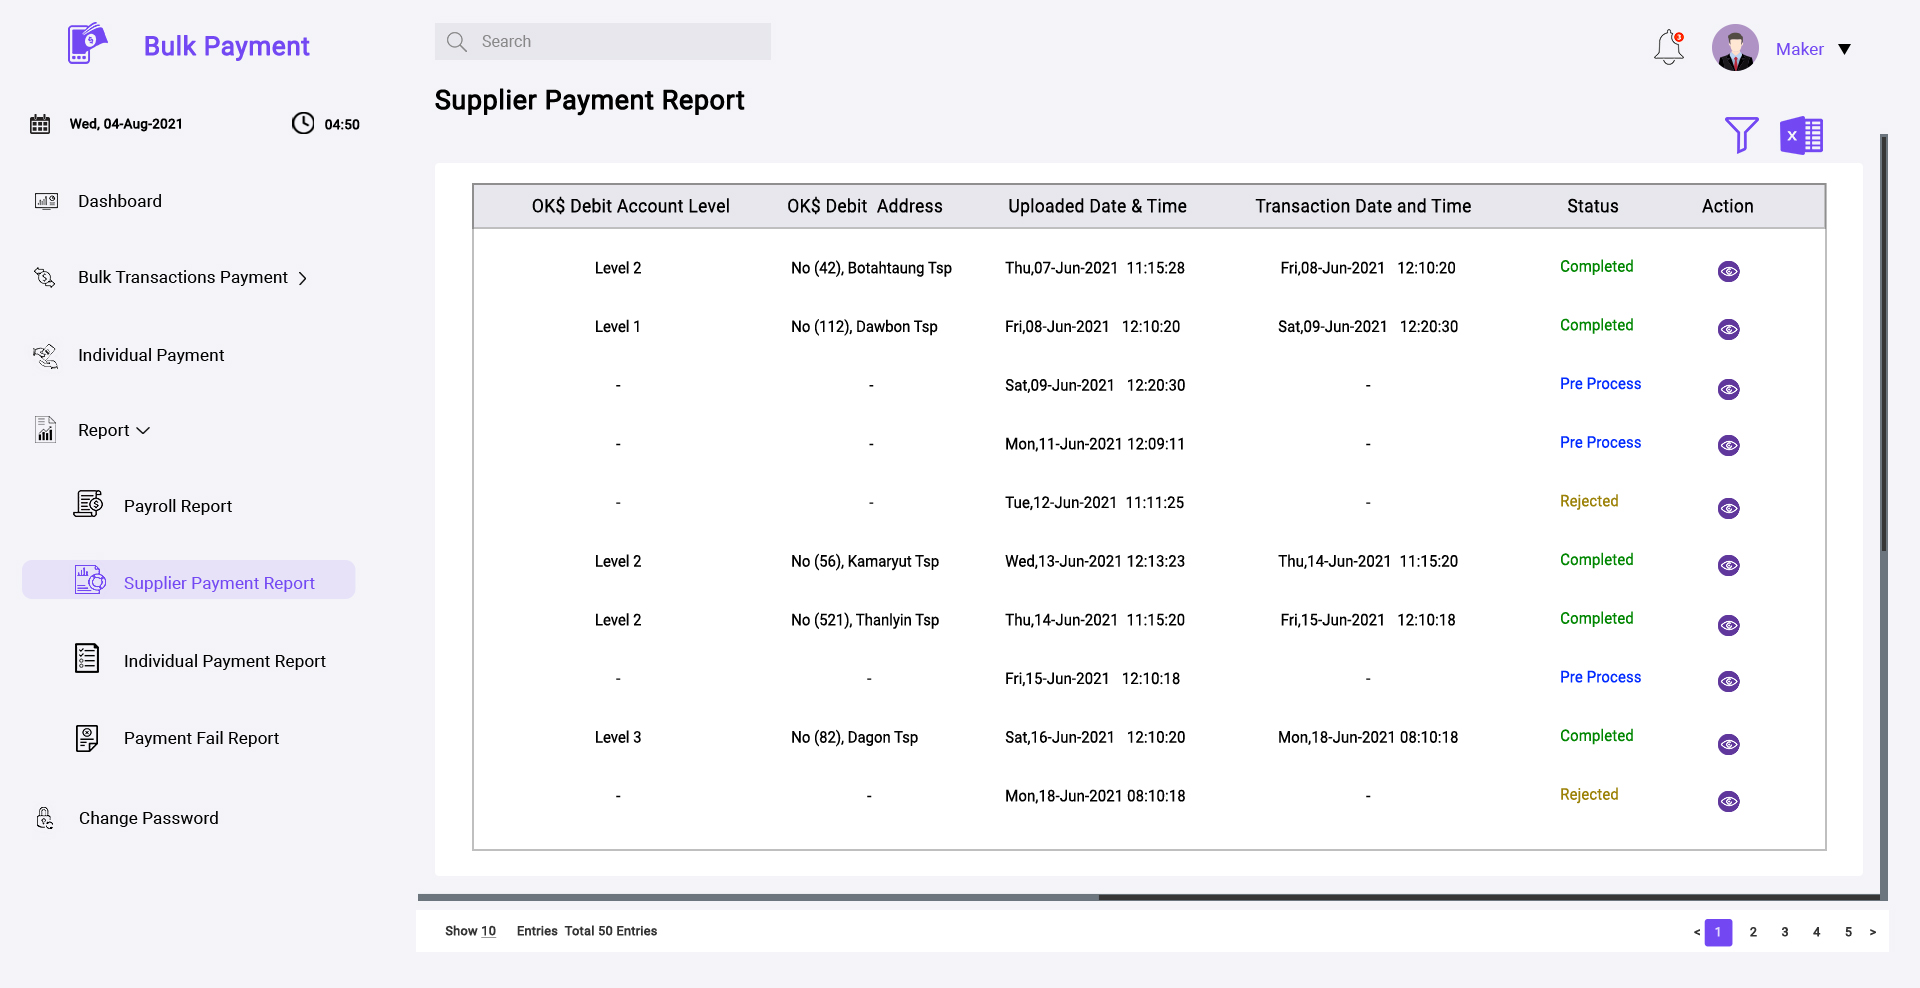 Bulk Payment
Search
3
Maker
Supplier Payment Report
Wed, 04-Aug-2021
04:50
X
Dashboard
Bulk Transactions Payment
Individual Payment
Report
Payroll Report
Supplier Payment Report
Individual Payment Report
Payment Fail Report
Change Password
OK$ Debit Account Level OK$ Debit Address Uploaded Date & Time Transaction Date and Time Status Action
Level 2 No (42), Botahtaung Tsp Thu,07-Jun-2021 11:15:28 Fri,08-Jun-2021 12:10:20 Completed
Level 1 No (112), Dawbon Tsp Fri,08-Jun-2021 12:10:20 Sat,09-Jun-2021 12:20:30 Completed
- - Sat,09-Jun-2021 12:20:30 - Pre Process
- - Mon,11-Jun-2021 12:09:11 - Pre Process
- - Tue,12-Jun-2021 11:11:25 - Rejected
Level 2 No (56), Kamaryut Tsp Wed,13-Jun-2021 12:13:23 Thu,14-Jun-2021 11:15:20 Completed
Level 2 No (521), Thanlyin Tsp Thu,14-Jun-2021 11:15:20 Fri,15-Jun-2021 12:10:18 Completed
- - Fri,15-Jun-2021 12:10:18 - Pre Process
Level 3 No (82), Dagon Tsp Sat,16-Jun-2021 12:10:20 Mon,18-Jun-2021 08:10:18 Completed
- - Mon,18-Jun-2021 08:10:18 - Rejected
Show 10 Entries Total 50 Entries
< 1 2 3 4 5 >